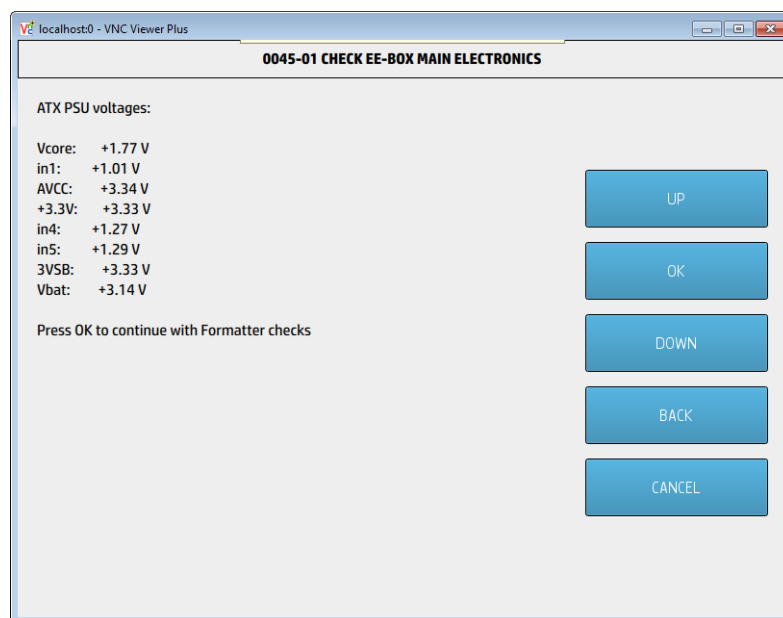 localhost:0 - VNC Viewer Plus
0045-01 CHECK EE-BOX MAIN ELECTRONICS
ATX PSU voltages:
Vcore: +1.77 V
in1: +1.01 V
AVCC: +3.34 V
+3.3V: +3.33 V
in4: +1.27 V
in5: +1.29 V
3VSB: +3.33 V
Vbat: +3.14 V
Press OK to continue with Formatter checks
UP
OK
DOWN
BACK
CANCEL